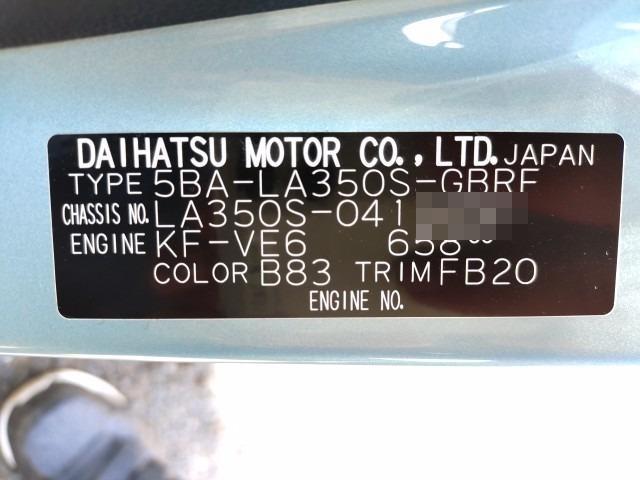 DAIHATSU MOTOR CO., LTD. JAPAN
TYPE 5BA-LA350S-GBRF
CHASSIS NO. LA350S-041
ENGINE KF-VE6 658
COLOR B83 TRIM FB20
ENGINE NO.